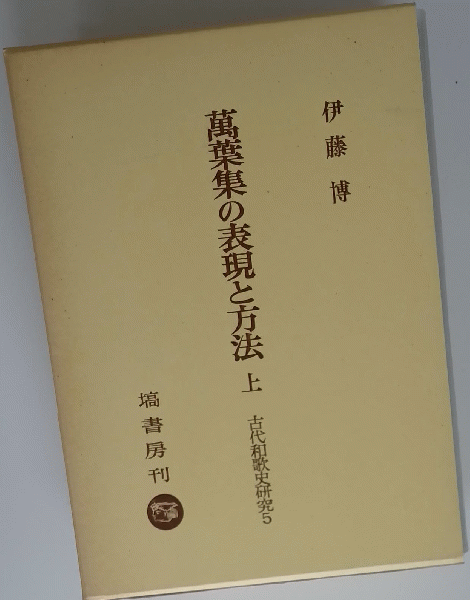 伊藤博
萬葉集の表現と方法 上
古代和歌史研究5
塙書房刊